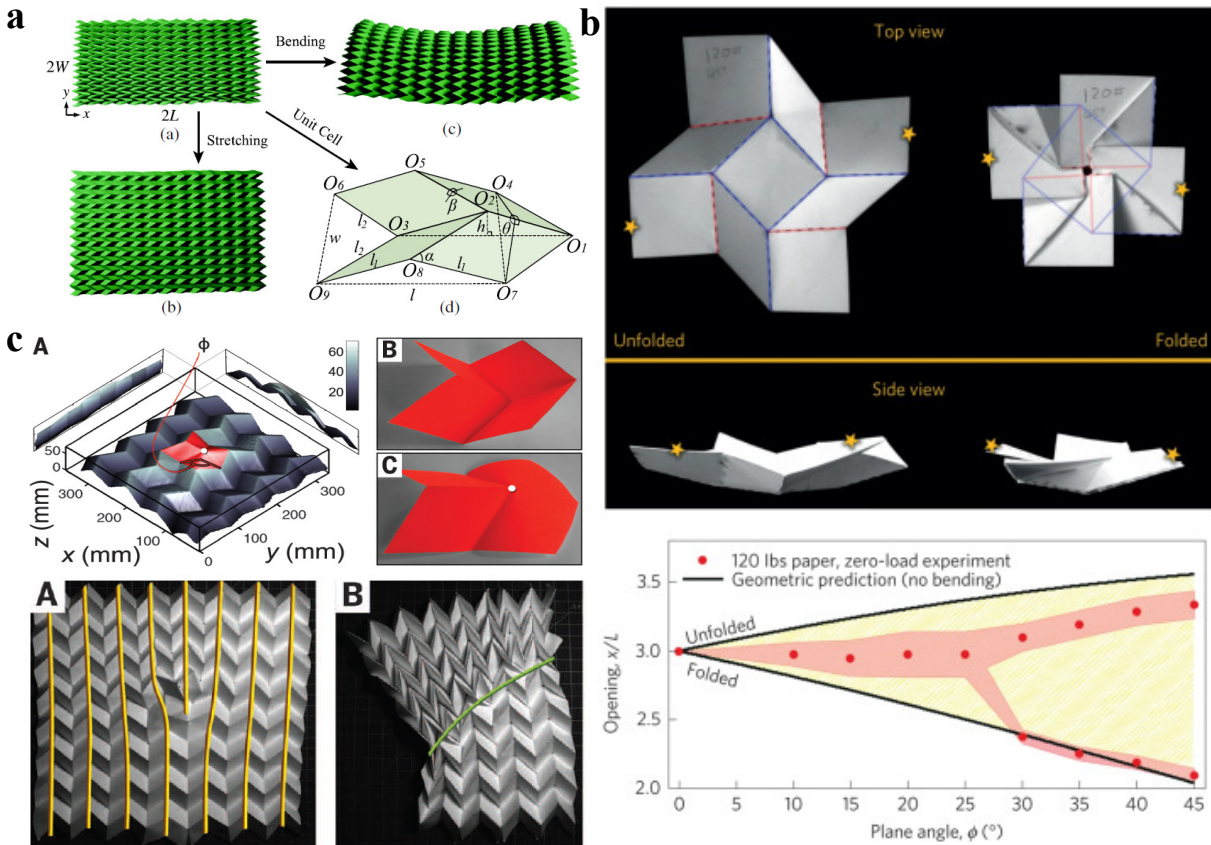 a
2W
y
x
2L
(a)
Bending
(c)
Stretching
Unit Cell
(b)
O5
O6
O4
O2
β
l2
O3
h
θ
O1
w
l2
l1
α
O8
l1
O9
l
O7
(d)
b
Top view
120#
45°
120#
Unfolded
Folded
Side view
c
A
ϕ
60
40
20
50
0
300
200
100
0
100
200
300
z (mm)
x (mm)
y (mm)
B
C
A
B
120 lbs paper, zero-load experiment
Geometric prediction (no bending)
Unfolded
Folded
3.5
3.0
2.5
2.0
Opening, x/L
0 5 10 15 20 25 30 35 40 45
Plane angle, ϕ (°)